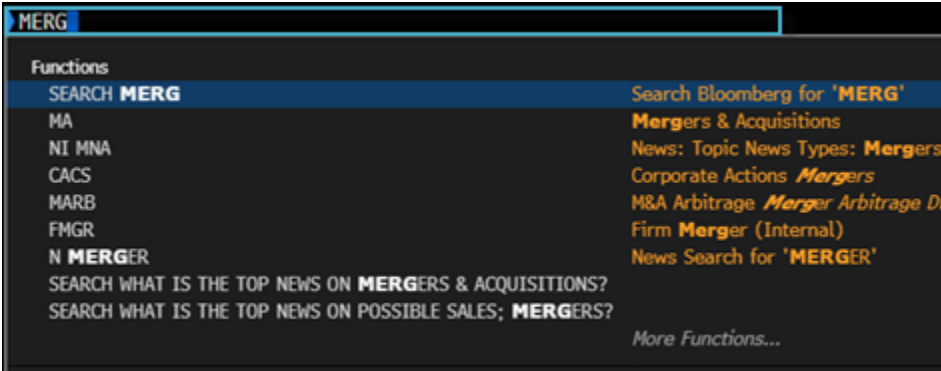 MERG
Functions
SEARCH MERG Search Bloomberg for 'MERG'
MA Mergers & Acquisitions
NI MNA News: Topic News Types: Mergers
CACS Corporate Actions Mergers
MARB M&A Arbitrage Merger Arbitrage D
FMGR Firm Merger (Internal)
N MERGER News Search for 'MERGER'
SEARCH WHAT IS THE TOP NEWS ON MERGERS & ACQUISITIONS?
SEARCH WHAT IS THE TOP NEWS ON POSSIBLE SALES; MERGERS?
More Functions...